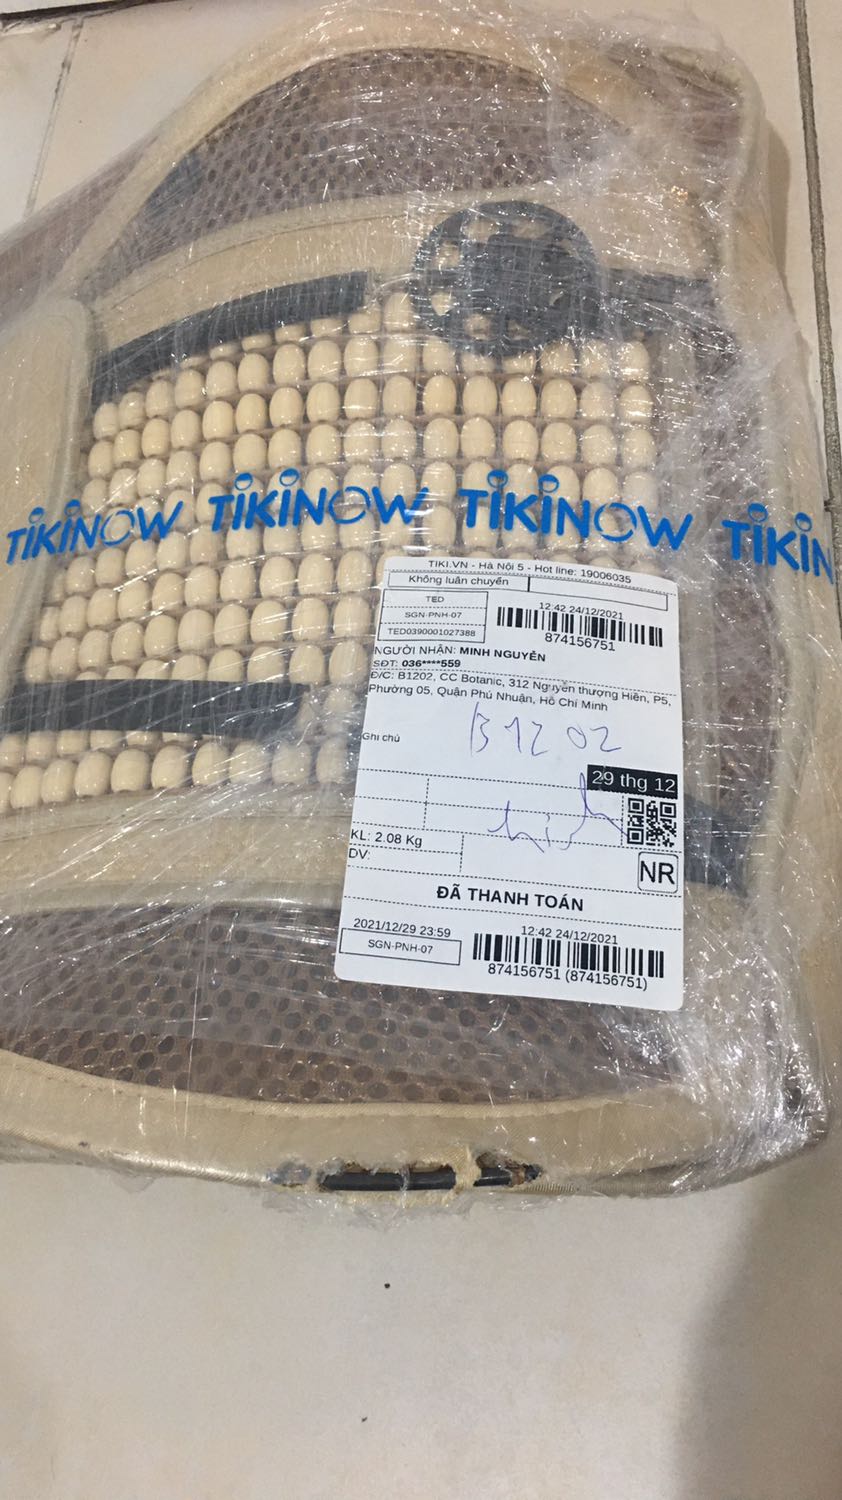 TIKINOW TIKINOW TIKINOW TIKIN
TIKI.VN - Hà Nội 5 - Hot line: 19006035
Không luân chuyển
TED
SGN-PNH-07
TED0390001027388
12:42 24/12/2021
874156751
NGƯỜI NHẬN: MINH NGUYÊN
SĐT: 036****559
Đ/C: B1202, CC Botanic, 312 Nguyễn thượng Hiền, P5,
Phường 05, Quận Phú Nhuận, Hồ Chí Minh
Ghi chú
B1202
29 thg 12
KL: 2.08 Kg
DV:
NR
ĐÃ THANH TOÁN
2021/12/29 23:59
SGN-PNH-07
12:42 24/12/2021
874156751 (874156751)